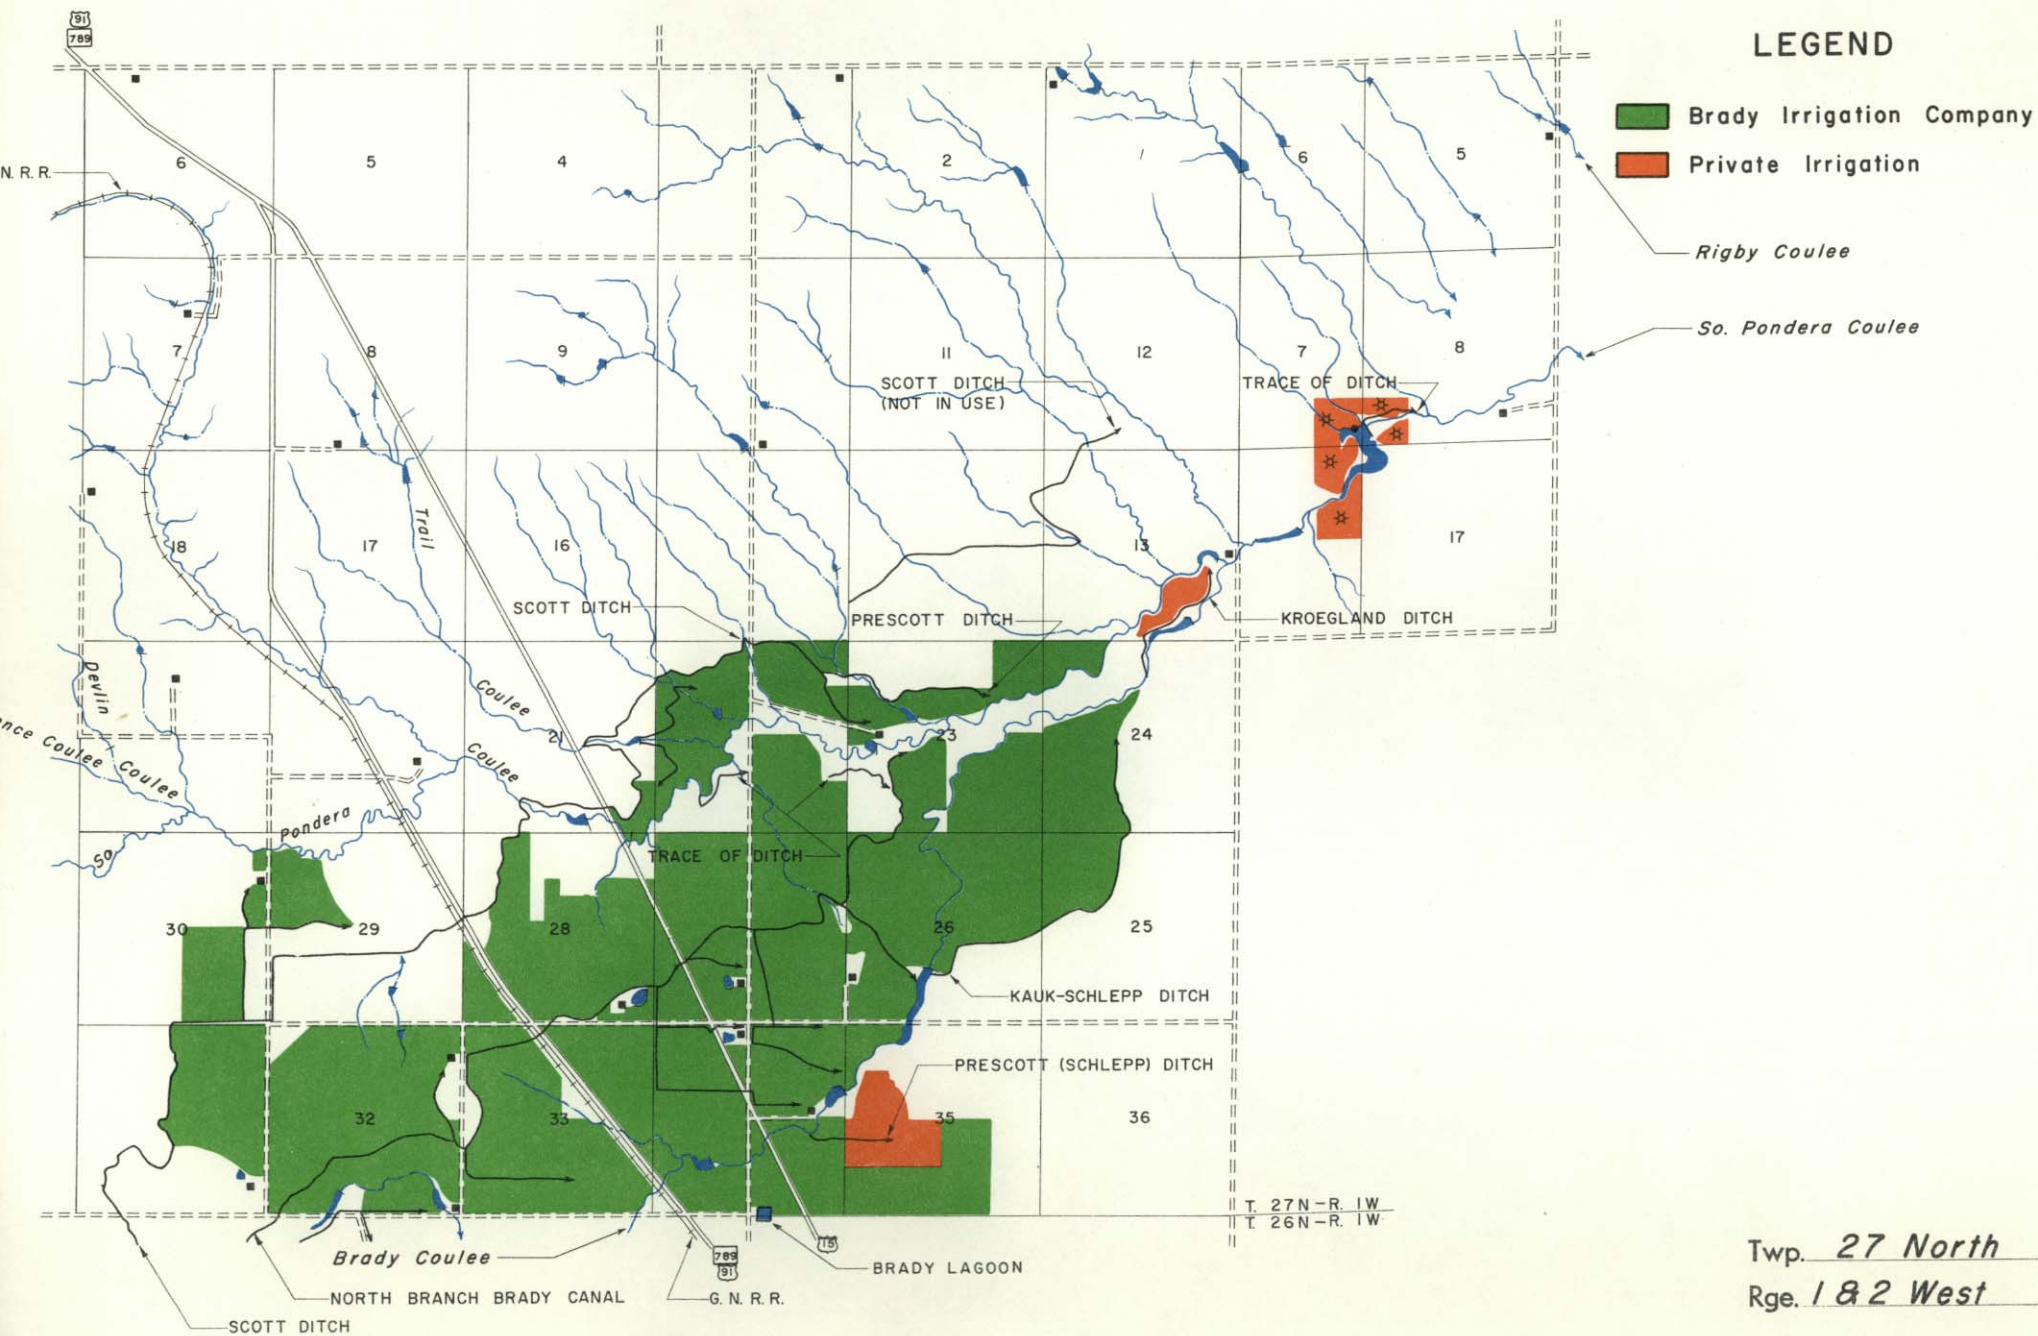 LEGEND
Brady Irrigation Company
Private Irrigation
91
789
N. R. R.
6
5
4
2
1
6
5
Rigby Coulee
So. Pondera Coulee
7
8
9
11
12
7
8
SCOTT DITCH
(NOT IN USE)
TRACE OF DITCH
18
17
Trail
16
13
17
SCOTT DITCH
PRESCOTT DITCH
KROEGLAND DITCH
Devlin
Coulee
Coulee
21
23
24
Coulee
Coulee
Pondera
So.
TRACE OF DITCH
30
29
28
26
25
KAUK-SCHLEPP DITCH
PRESCOTT (SCHLEPP) DITCH
32
33
35
36
T. 27N-R. 1W
T. 26N-R. 1W
15
789
91
Brady Coulee
BRADY LAGOON
NORTH BRANCH BRADY CANAL
G. N. R. R.
SCOTT DITCH
Twp. 27 North
Rge. 1 & 2 West